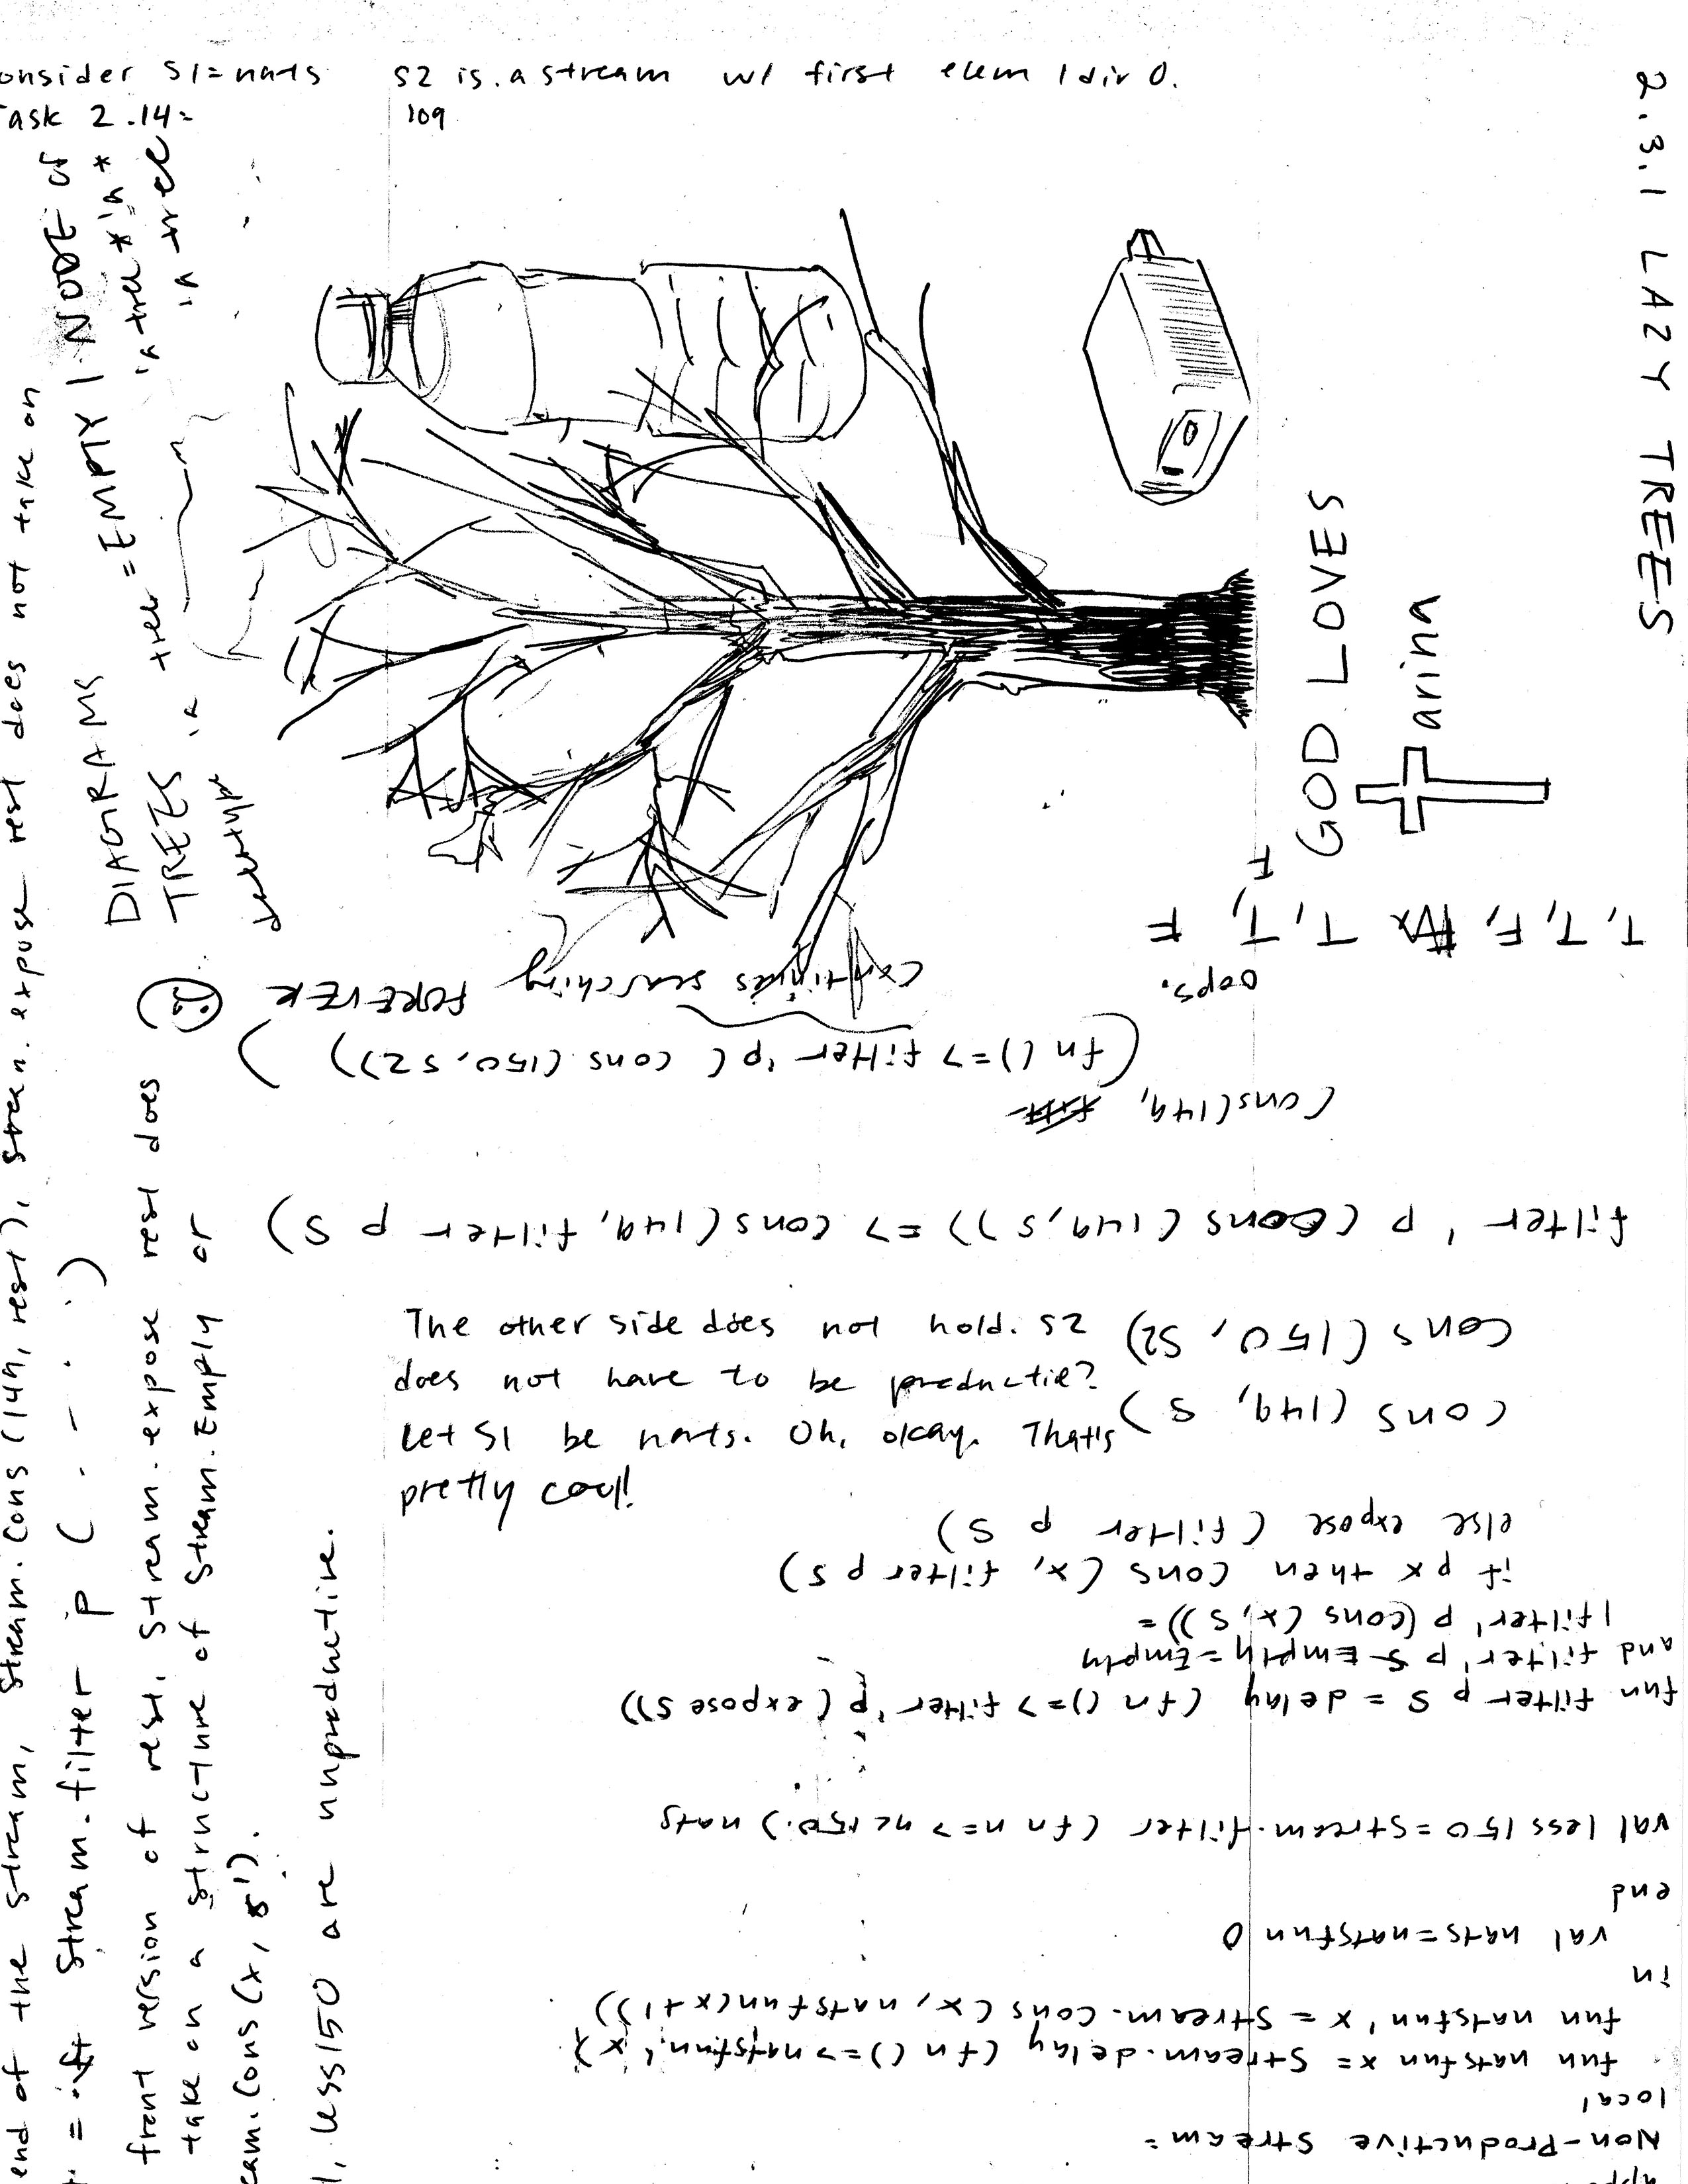 onsider S1=nats S2 is a stream w/ first elem 1 div 0.
Task 2.14=
109
2.3.1 LAZY TREES
GOD LOVES
arina
DIAGRAMS
TREES
datatype 'a tree = EMPTY | NODE of
'a tree * 'a *
'a tree
The other side does not hold. S2
does not have to be productie?
Let S1 be nats. Oh, okay. That's
pretty cool!
end of the stream, Stream.Cons(149, rest), stream.expose rest does not take on
Stream.filter p (. - . . )
front version of rest. Stream.expose rest does
take on a structure of Stream.Empty or
eam.Cons(x, s').
, less150 are unproductive.
Non-Productive Stream =
local
fun natsfun x = Stream.delay (fn () => natsfun' x)
fun natsfun' x = Stream.Cons(x, natsfun(x+1))
in
val nats=natsfun 0
end
val less150=Stream.filter (fn n=>n<150) nats
fun filter p S = delay (fn () => filter' p (expose S))
and filter' p Empty = Empty
| filter' p (Cons (x, S)) =
if px then Cons (x, filter p s)
else expose (filter p S)
Cons (149, S)
Cons (150, S2)
filter' p (Cons (149, S)) => Cons (149, filter p S)
Cons(149,
(fn () => filter' p ( Cons (150, S2)) )
continues searching FOREVER
oops.
T, T, F, T, T, F
F